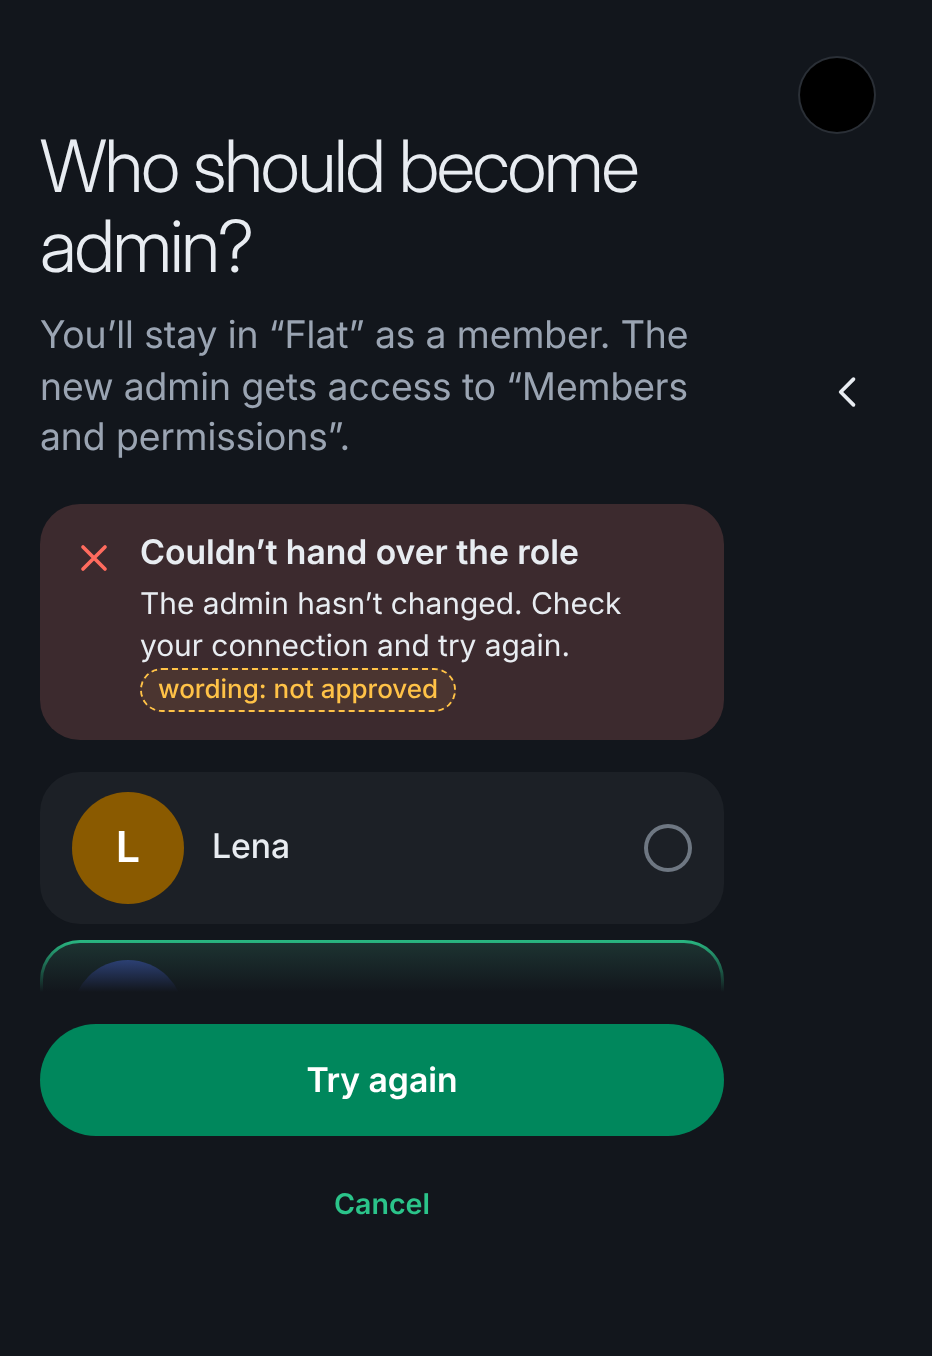 Who should become
admin?
You’ll stay in “Flat” as a member. The
new admin gets access to “Members
and permissions”.
Couldn’t hand over the role
The admin hasn’t changed. Check
your connection and try again.
wording: not approved
L
Lena
Try again
Cancel